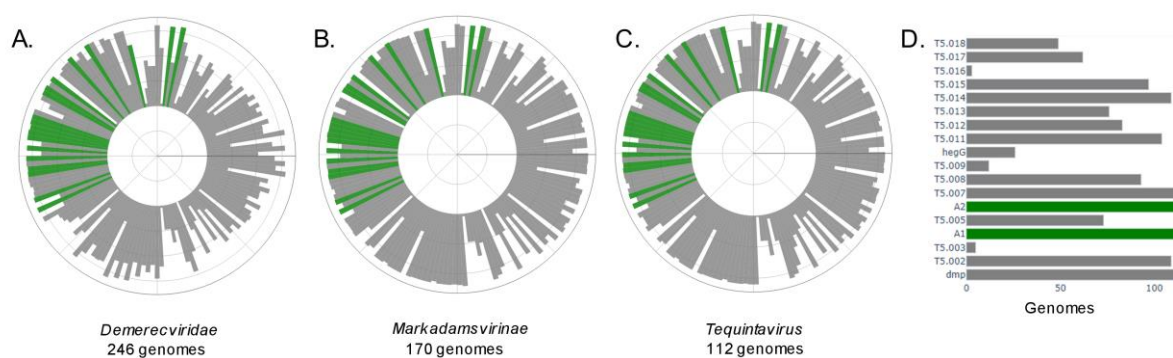 A.
B.
C.
D.
T5.018
T5.017
T5.016
T5.015
T5.014
T5.013
T5.012
T5.011
hegG
T5.009
T5.008
T5.007
A2
T5.005
A1
T5.003
T5.002
dmp
0 50 100
Genomes
Demerecviridae
246 genomes
Markadamsvirinae
170 genomes
Tequintavirus
112 genomes